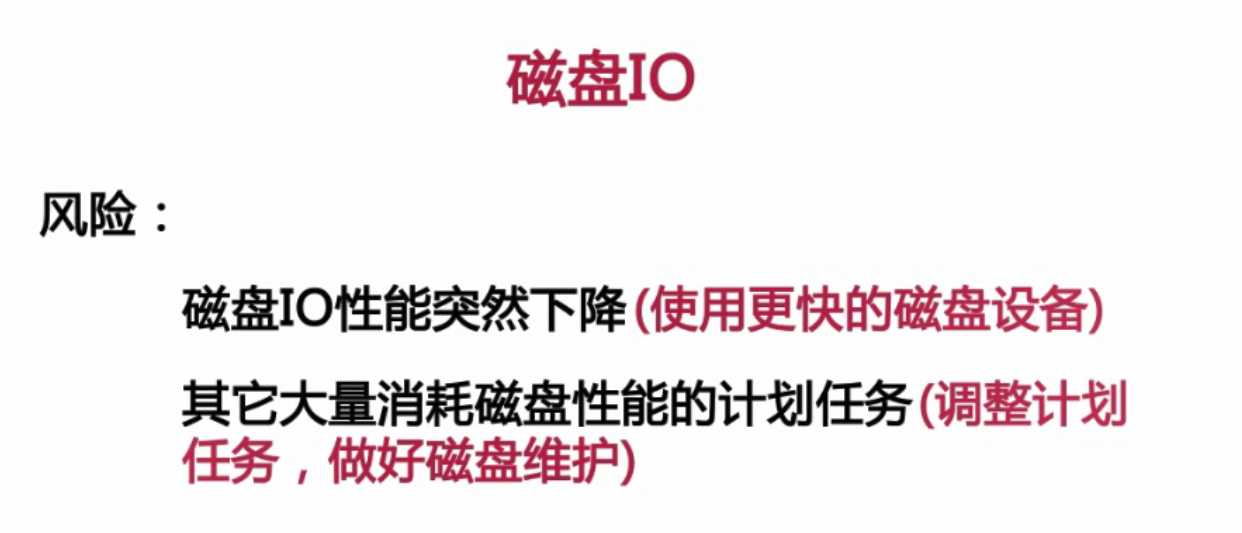 磁盘IO
风险：
磁盘IO性能突然下降(使用更快的磁盘设备)
其它大量消耗磁盘性能的计划任务(调整计划
任务，做好磁盘维护)